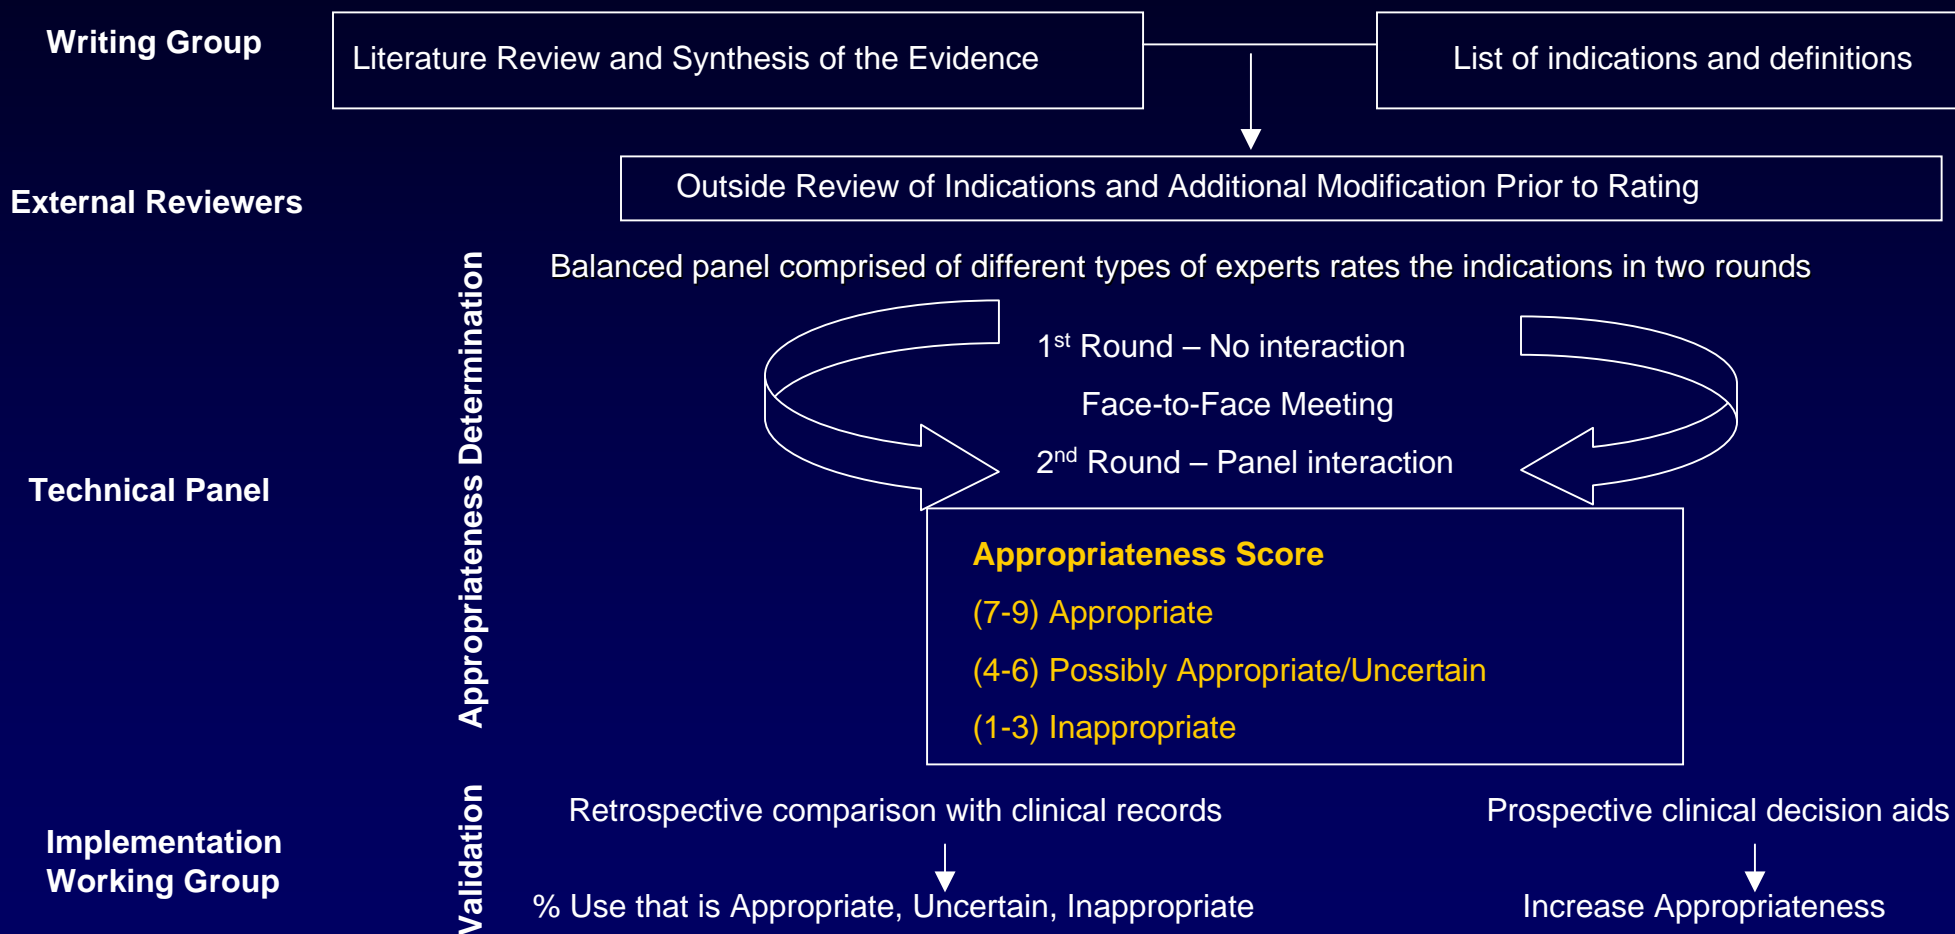 Writing Group
Literature Review and Synthesis of the Evidence
List of indications and definitions
External Reviewers
Outside Review of Indications and Additional Modification Prior to Rating
Appropriateness Determination
Balanced panel comprised of different types of experts rates the indications in two rounds
1st Round – No interaction
Face-to-Face Meeting
2nd Round – Panel interaction
Technical Panel
Appropriateness Score
(7-9) Appropriate
(4-6) Possibly Appropriate/Uncertain
(1-3) Inappropriate
Implementation
Working Group
Validation
Retrospective comparison with clinical records
Prospective clinical decision aids
% Use that is Appropriate, Uncertain, Inappropriate
Increase Appropriateness